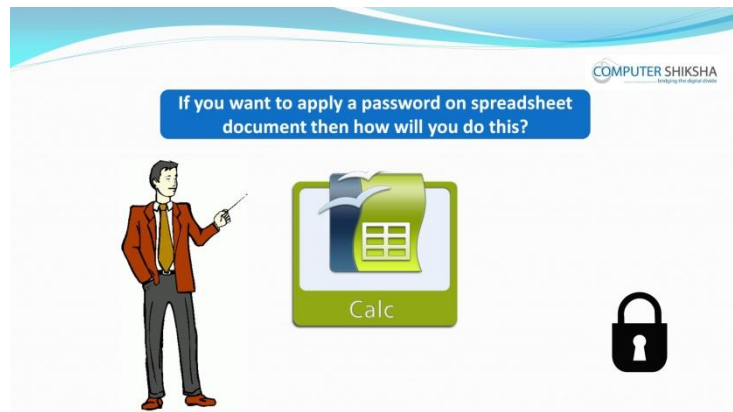 COMPUTER SHIKSHA
bridging the digital divide
If you want to apply a password on spreadsheet
document then how will you do this?
Calc